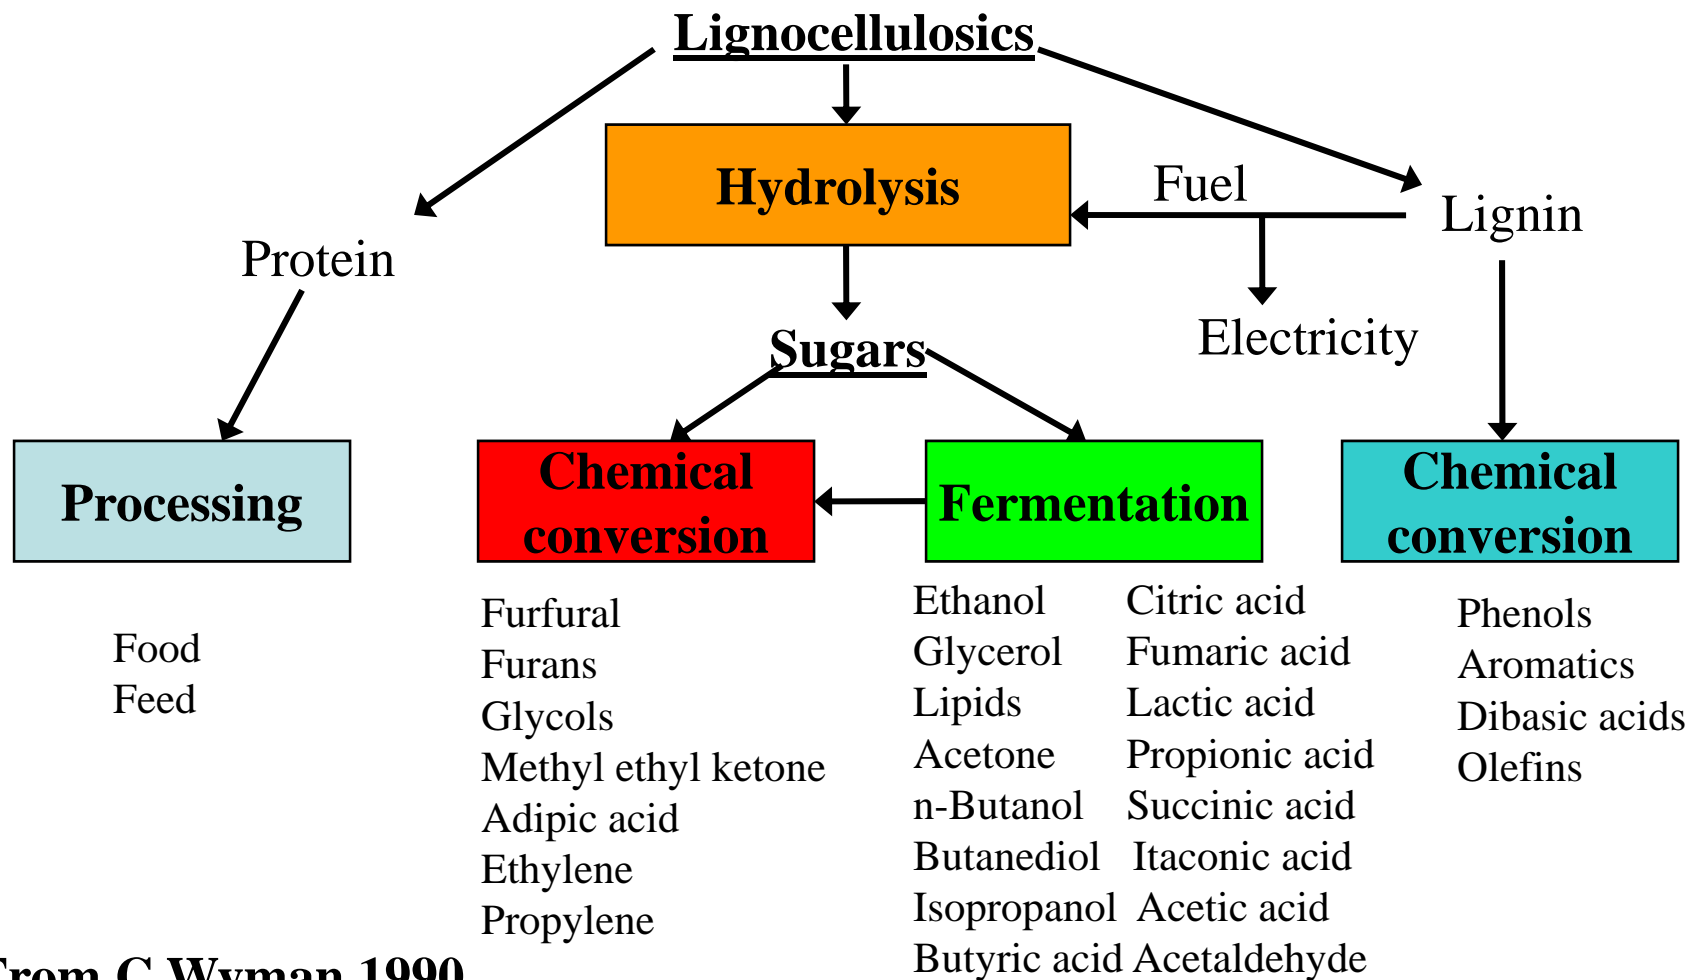 Lignocellulosics
Hydrolysis
Fuel
Lignin
Protein
Electricity
Sugars
Processing
Chemical
conversion
Fermentation
Chemical
conversion
Food
Feed
Furfural
Furans
Glycols
Methyl ethyl ketone
Adipic acid
Ethylene
Propylene
Ethanol Citric acid
Glycerol Fumaric acid
Lipids Lactic acid
Acetone Propionic acid
n-Butanol Succinic acid
Butanediol Itaconic acid
Isopropanol Acetic acid
Butyric acid Acetaldehyde
Phenols
Aromatics
Dibasic acids
Olefins
From C Wyman 1990